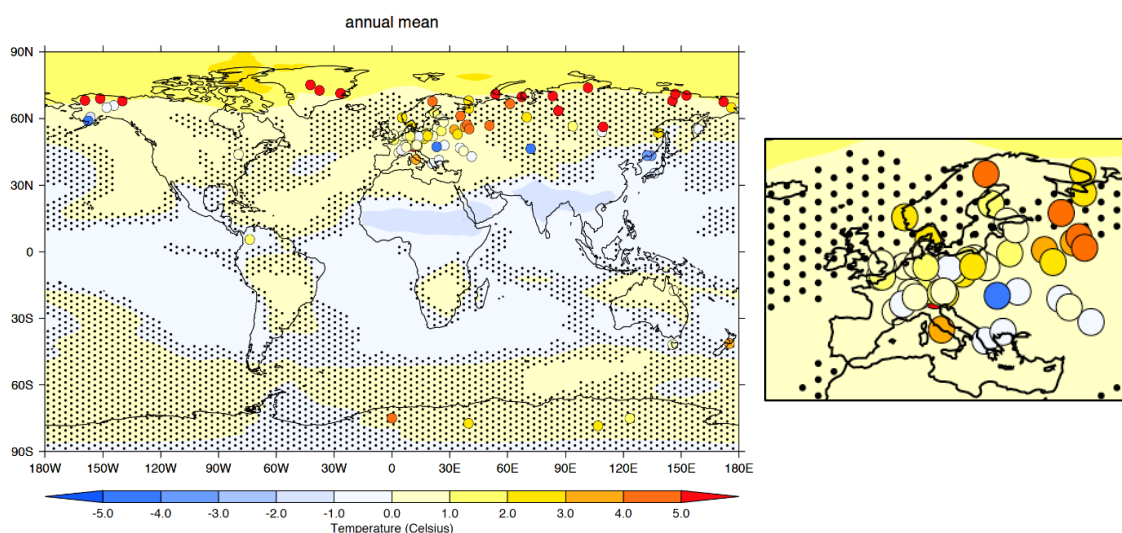 annual mean
90N
60N
30N
0
30S
60S
90S
180W 150W 120W 90W 60W 30W 0 30E 60E 90E 120E 150E 180E
-5.0 -4.0 -3.0 -2.0 -1.0 0.0 1.0 2.0 3.0 4.0 5.0
Temperature (Celsius)